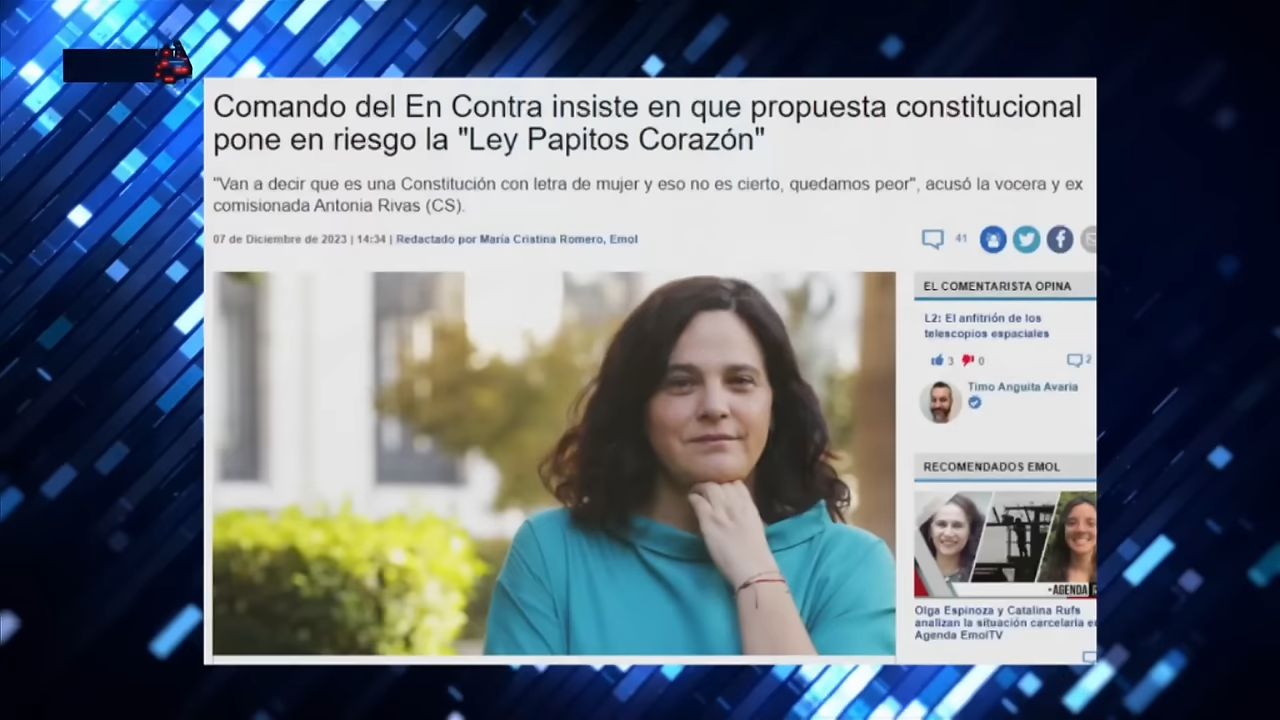 Comando del En Contra insiste en que propuesta constitucional
pone en riesgo la "Ley Papitos Corazón"
"Van a decir que es una Constitución con letra de mujer y eso no es cierto, quedamos peor", acusó la vocera y ex
comisionada Antonia Rivas (CS).
07 de Diciembre de 2023 | 14:34 | Redactado por María Cristina Romero, Emol
41
EL COMENTARISTA OPINA
L2: El anfitrión de los
telescopios espaciales
3 0 2
Timo Anguita Avaria
RECOMENDADOS EMOL
•AGENDA
Olga Espinoza y Catalina Rufs
analizan la situación carcelaria en
Agenda EmolTV